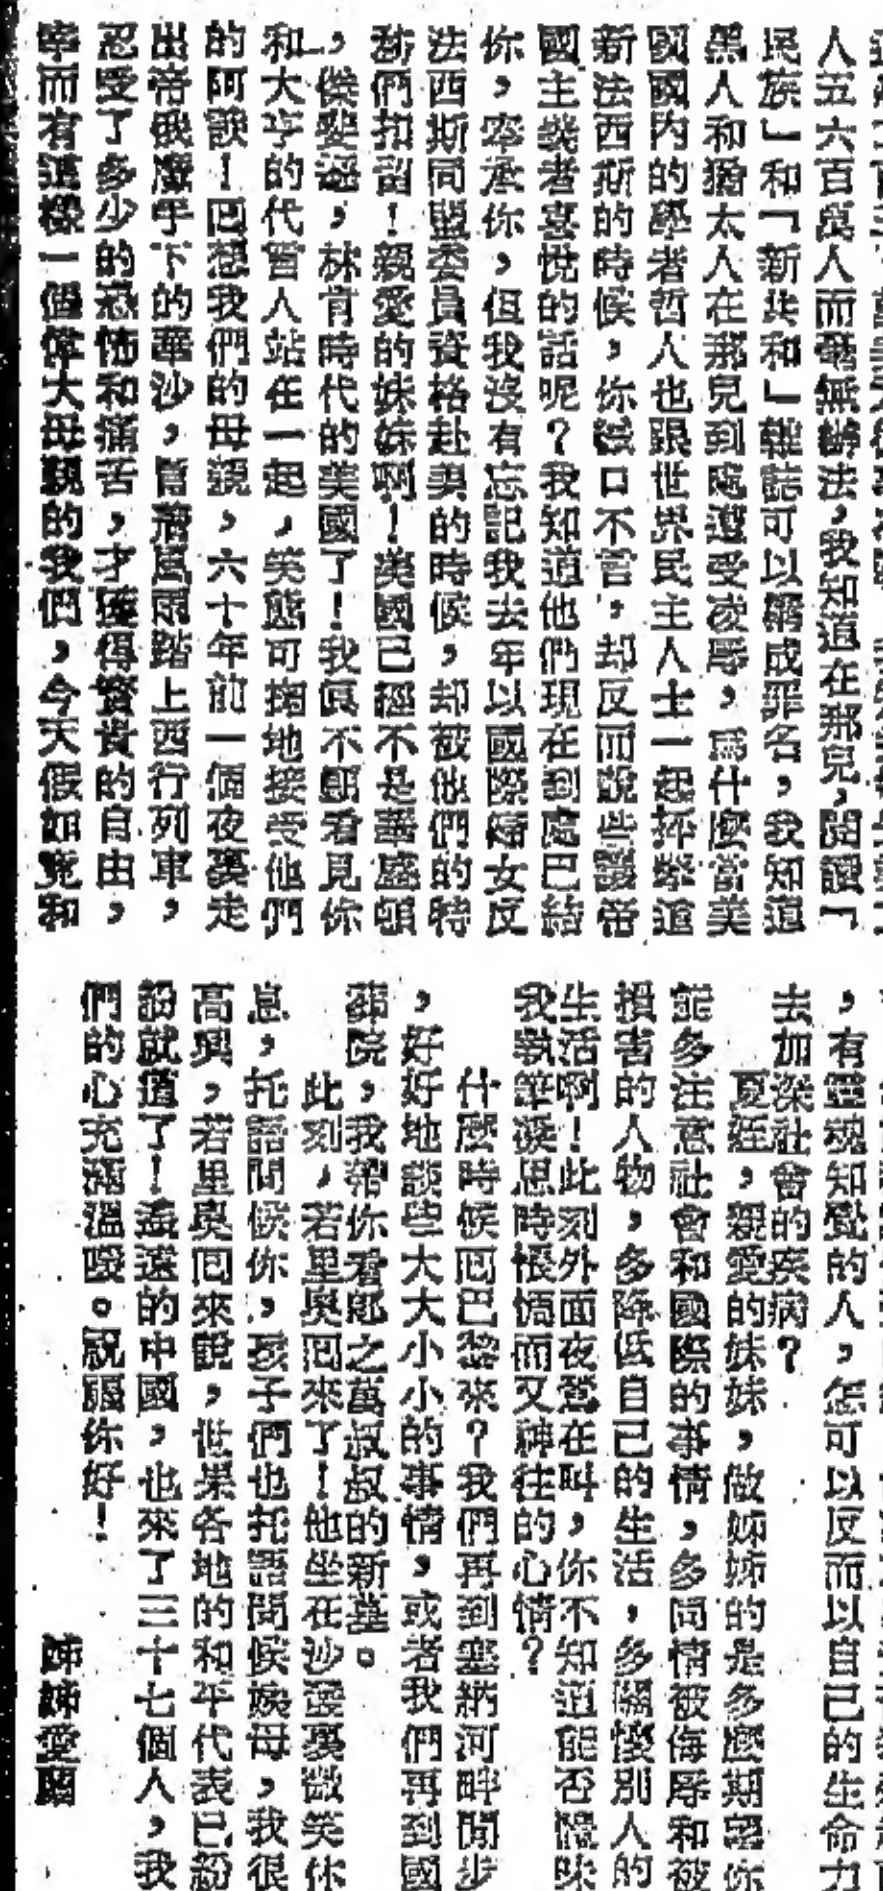 人五六百萬人而毫無辦法，我知道在那兒，閱讀「
民族」和「新共和」雜誌可以構成罪名，我知道
黑人和猶太人在那兒到處遭受凌辱，爲什麼當美
國國內的學者哲人也跟世界民主人士一起抨擊這
新法西斯的時候，你緘口不言，却反而說些讓帝
國主義者喜悅的話呢？我知道他們現在到處巴結
你，奉承你，但我沒有忘記我去年以國際婦女反
法西斯同盟委員資格赴美的時候，却被他們的特
務們扣留！親愛的妹妹啊！美國已經不是華盛頓
，傑斐遜，林肯時代的美國了！我眞不願看見你
和大亨的代言人站在一起，笑態可掬地接受他們
的阿諛！回想我們的母親，六十年前一個夜裏走
出帝俄魔手下的華沙，冒着風雨踏上西行列車，
忍受了多少的恐怖和痛苦，才獲得寶貴的自由，
幸而有這樣一個偉大母親的我們，今天假如竟和
，有靈魂知覺的人，怎可以反而以自己的生命力
去加深社會的疾病？
夏娃，親愛的妹妹，做姊姊的是多麼期望你
能多注意社會和國際的事情，多同情被侮辱和被
損害的人物，多降低自己的生活，多關懷別人的
生活啊！此刻外面夜鶯在叫，你不知道能否體味
我執筆凝思時悵惆而又神往的心情？
什麼時候回巴黎來？我們再到塞納河畔閒步
，好好地談些大大小小的事情，或者我們再到國
葬院，我帶你看郎之萬叔叔的新墓。
此刻，若里奥回來了！他坐在沙發裏微笑休
息，托語問候你，孩子們也托語問候姨母，我很
高興，若里奥回來說，世界各地的和平代表已紛
紛就道了！遙遠的中國，也來了三十七個人，我
們的心充滿溫暖。祝福你好！
姊姊愛閣